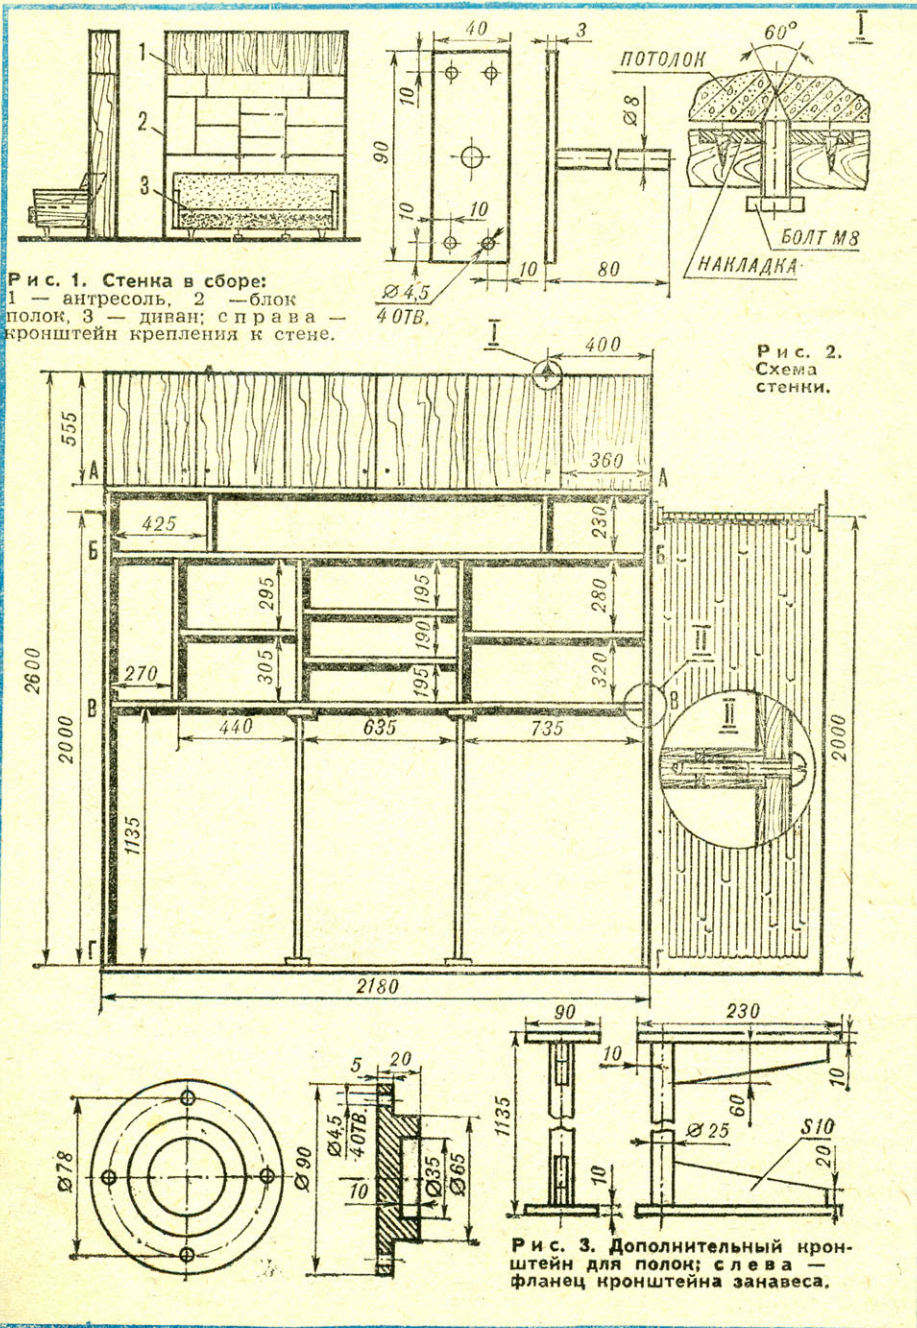 1
2
3
40
3
10
90
10
10
10
Ø 8
80
Ø 4,5
4 ОТВ.
I
60°
ПОТОЛОК
БОЛТ М8
НАКЛАДКА
Рис. 1. Стенка в сборе:
1 — антресоль, 2 —блок
полок, 3 — диван; справа —
кронштейн крепления к стене.
I
400
Рис. 2.
Схема
стенки.
555
А
360
А
425
230
Б
Б
295
195
280
190
305
195
320
270
II
2600
2000
В
В
440
635
735
II
2000
1135
Г
Г
2180
Ø78
5
20
Ø4,5
4 ОТВ.
Ø90
10
Ø35
Ø65
90
230
10
10
1135
60
Ø 25
S10
20
10
Рис. 3. Дополнительный крон-
штейн для полок; слева —
фланец кронштейна занавеса.